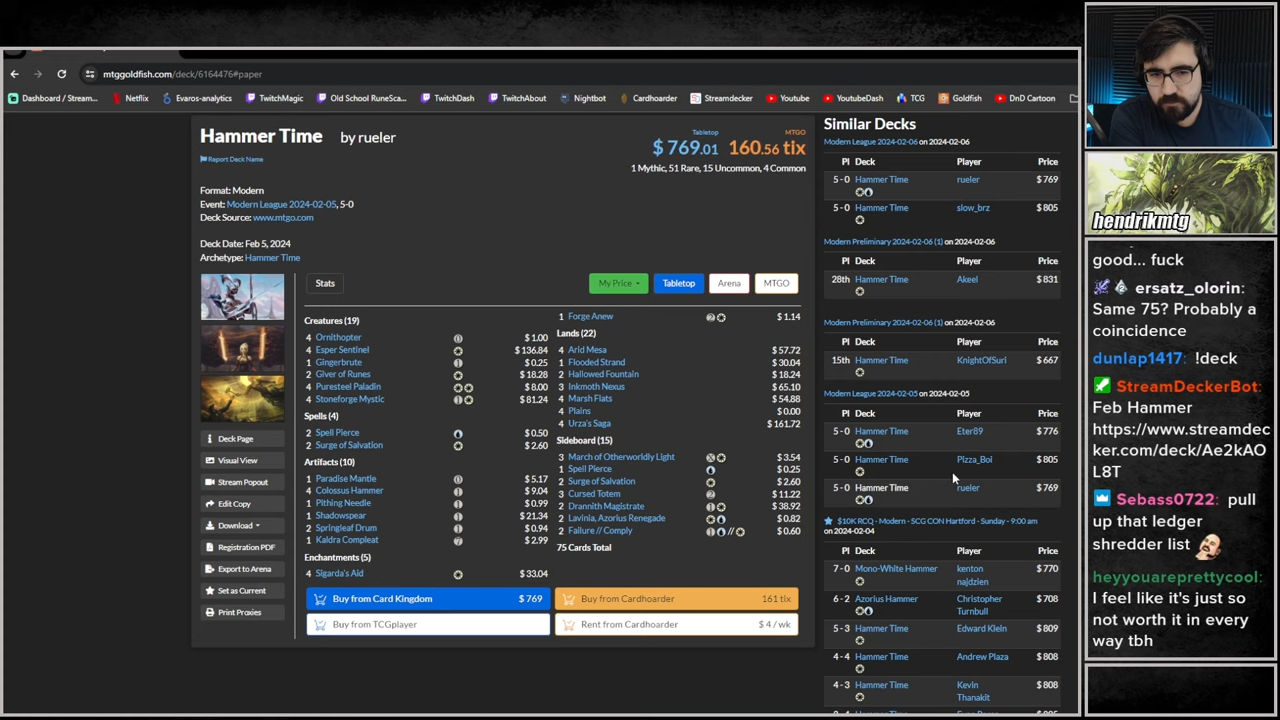 mtggoldfish.com/deck/6164476#paper
Dashboard / Stream...
Netflix
Evaros-analytics
TwitchMagic
Old School RuneSca...
TwitchDash
TwitchAbout
Nightbot
Cardhoarder
Streamdecker
Youtube
YoutubeDash
TCG
Goldfish
DnD Cartoon
Hammer Time by rueler
Report Deck Name
Tabletop
$ 769.01
MTGO
160.56 tix
1 Mythic, 51 Rare, 15 Uncommon, 4 Common
Format: Modern
Event: Modern League 2024-02-05, 5-0
Deck Source: www.mtgo.com
Deck Date: Feb 5, 2024
Archetype: Hammer Time
Deck Page
Visual View
Stream Popout
Edit Copy
Download
Registration PDF
Export to Arena
Set as Current
Print Proxies
Stats
My Price
Tabletop
Arena
MTGO
Creatures (19)
4 Ornithopter $ 1.00
4 Esper Sentinel $ 136.84
1 Gingerbrute $ 0.25
2 Giver of Runes $ 18.28
4 Puresteel Paladin $ 8.00
4 Stoneforge Mystic $ 81.24
Spells (4)
2 Spell Pierce $ 0.50
2 Surge of Salvation $ 2.60
Artifacts (10)
1 Paradise Mantle $ 5.17
4 Colossus Hammer $ 9.04
1 Pithing Needle $ 0.99
1 Shadowspear $ 21.34
2 Springleaf Drum $ 0.94
1 Kaldra Compleat $ 2.99
Enchantments (5)
4 Sigarda's Aid $ 33.04
1 Forge Anew $ 1.14
Lands (22)
4 Arid Mesa $ 57.72
1 Flooded Strand $ 30.04
2 Hallowed Fountain $ 18.24
3 Inkmoth Nexus $ 65.10
4 Marsh Flats $ 54.88
4 Plains $ 0.00
4 Urza's Saga $ 161.72
Sideboard (15)
3 March of Otherworldly Light $ 3.54
1 Spell Pierce $ 0.25
2 Surge of Salvation $ 2.60
3 Cursed Totem $ 11.22
2 Drannith Magistrate $ 38.92
2 Lavinia, Azorius Renegade $ 0.82
2 Failure // Comply $ 0.60
75 Cards Total
Buy from Card Kingdom $ 769
Buy from Cardhoarder 161 tix
Buy from TCGplayer
Rent from Cardhoarder $ 4 / wk
Similar Decks
Modern League 2024-02-06 on 2024-02-06
Pl Deck Player Price
5 - 0 Hammer Time rueler $ 769
5 - 0 Hammer Time slow_brz $ 805
Modern Preliminary 2024-02-06 (1) on 2024-02-06
Pl Deck Player Price
28th Hammer Time Akeel $ 831
Modern Preliminary 2024-02-06 (1) on 2024-02-06
Pl Deck Player Price
15th Hammer Time KnightOfSurl $ 667
Modern League 2024-02-05 on 2024-02-05
Pl Deck Player Price
5 - 0 Hammer Time Eter89 $ 776
5 - 0 Hammer Time Pizza_Boi $ 805
5 - 0 Hammer Time rueler $ 769
$10K RCQ - Modern - SCG CON Hartford - Sunday - 9:00 am
on 2024-02-04
Pl Deck Player Price
7 - 0 Mono-White Hammer kenton $ 770
najdzien
6 - 2 Azorius Hammer Christopher $ 708
Turnbull
5 - 3 Hammer Time Edward Klein $ 809
4 - 4 Hammer Time Andrew Plaza $ 808
4 - 3 Hammer Time Kevin $ 808
Thanakit
hendrikmtg
good... fuck
ersatz_olorin:
Same 75? Probably a
coincidence
dunlap1417: !deck
StreamDeckerBot:
Feb Hammer
https://www.streamdec
ker.com/deck/Ae2kAO
L8T
Sebass0722: pull
up that ledger
shredder list
heyyouareprettycool:
I feel like it's just so
not worth it in every
way tbh